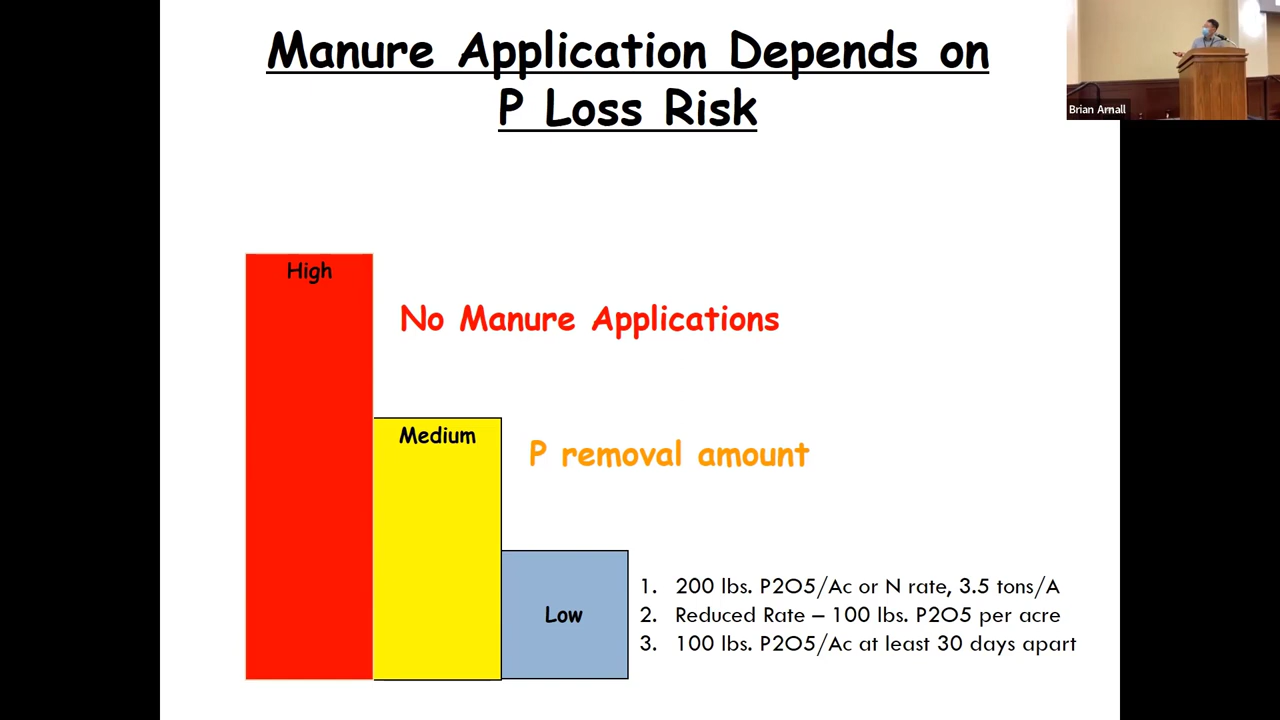 Manure Application Depends on
P Loss Risk
Brian Arnall
High
No Manure Applications
Medium
P removal amount
Low
1. 200 lbs. P2O5/Ac or N rate, 3.5 tons/A
2. Reduced Rate – 100 lbs. P2O5 per acre
3. 100 lbs. P2O5/Ac at least 30 days apart